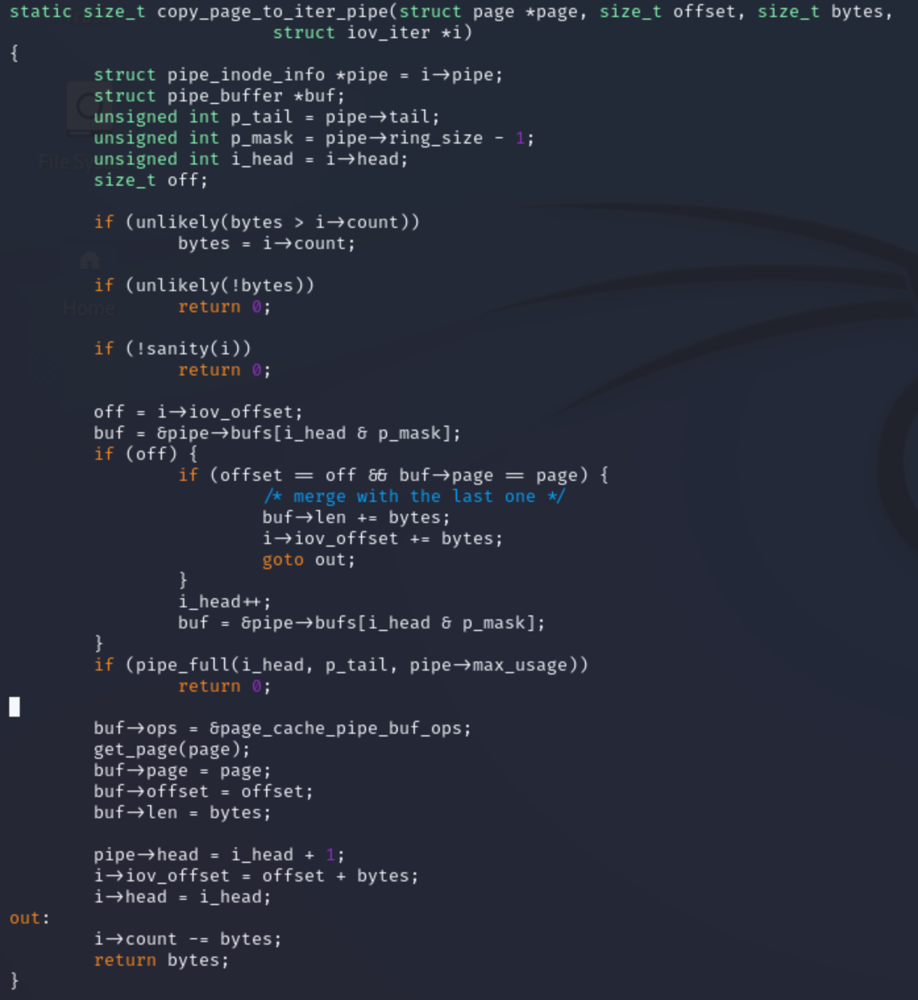 static size_t copy_page_to_iter_pipe(struct page *page, size_t offset, size_t bytes,
                         struct iov_iter *i)
{
        struct pipe_inode_info *pipe = i->pipe;
        struct pipe_buffer *buf;
        unsigned int p_tail = pipe->tail;
        unsigned int p_mask = pipe->ring_size - 1;
        unsigned int i_head = i->head;
        size_t off;

        if (unlikely(bytes > i->count))
                bytes = i->count;

        if (unlikely(!bytes))
                return 0;

        if (!sanity(i))
                return 0;

        off = i->iov_offset;
        buf = &pipe->bufs[i_head & p_mask];
        if (off) {
                if (offset == off && buf->page == page) {
                        /* merge with the last one */
                        buf->len += bytes;
                        i->iov_offset += bytes;
                        goto out;
                }
                i_head++;
                buf = &pipe->bufs[i_head & p_mask];
        }
        if (pipe_full(i_head, p_tail, pipe->max_usage))
                return 0;

        buf->ops = &page_cache_pipe_buf_ops;
        get_page(page);
        buf->page = page;
        buf->offset = offset;
        buf->len = bytes;

        pipe->head = i_head + 1;
        i->iov_offset = offset + bytes;
        i->head = i_head;
out:
        i->count -= bytes;
        return bytes;
}
Home